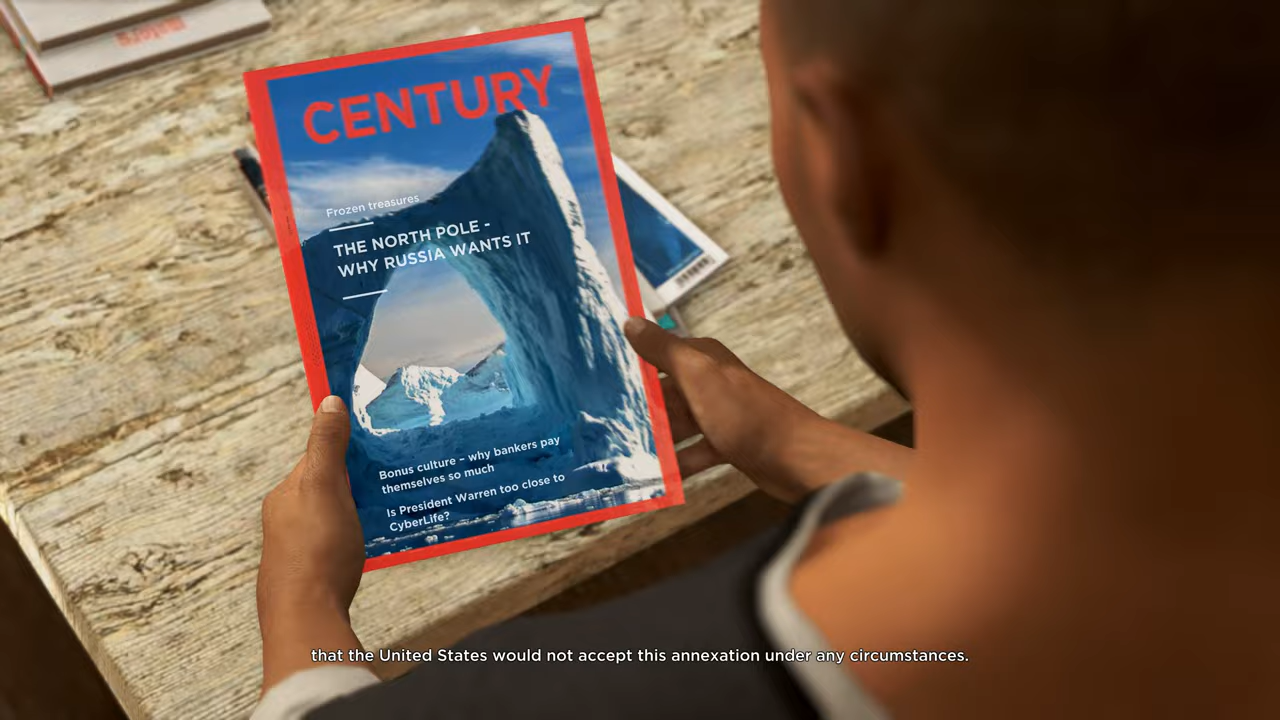 CENTURY
Frozen treasures
THE NORTH POLE -
WHY RUSSIA WANTS IT
Bonus culture – why bankers pay
themselves so much
Is President Warren too close to
CyberLife?
that the United States would not accept this annexation under any circumstances.